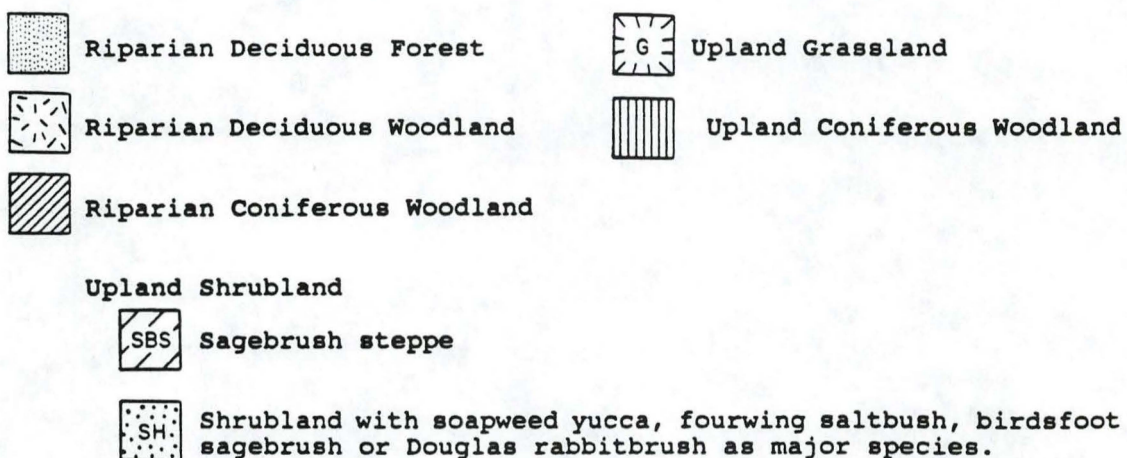 Riparian Deciduous Forest
G Upland Grassland
Riparian Deciduous Woodland
Upland Coniferous Woodland
Riparian Coniferous Woodland
Upland Shrubland
SBS Sagebrush steppe
SH Shrubland with soapweed yucca, fourwing saltbush, birdsfoot
sagebrush or Douglas rabbitbrush as major species.